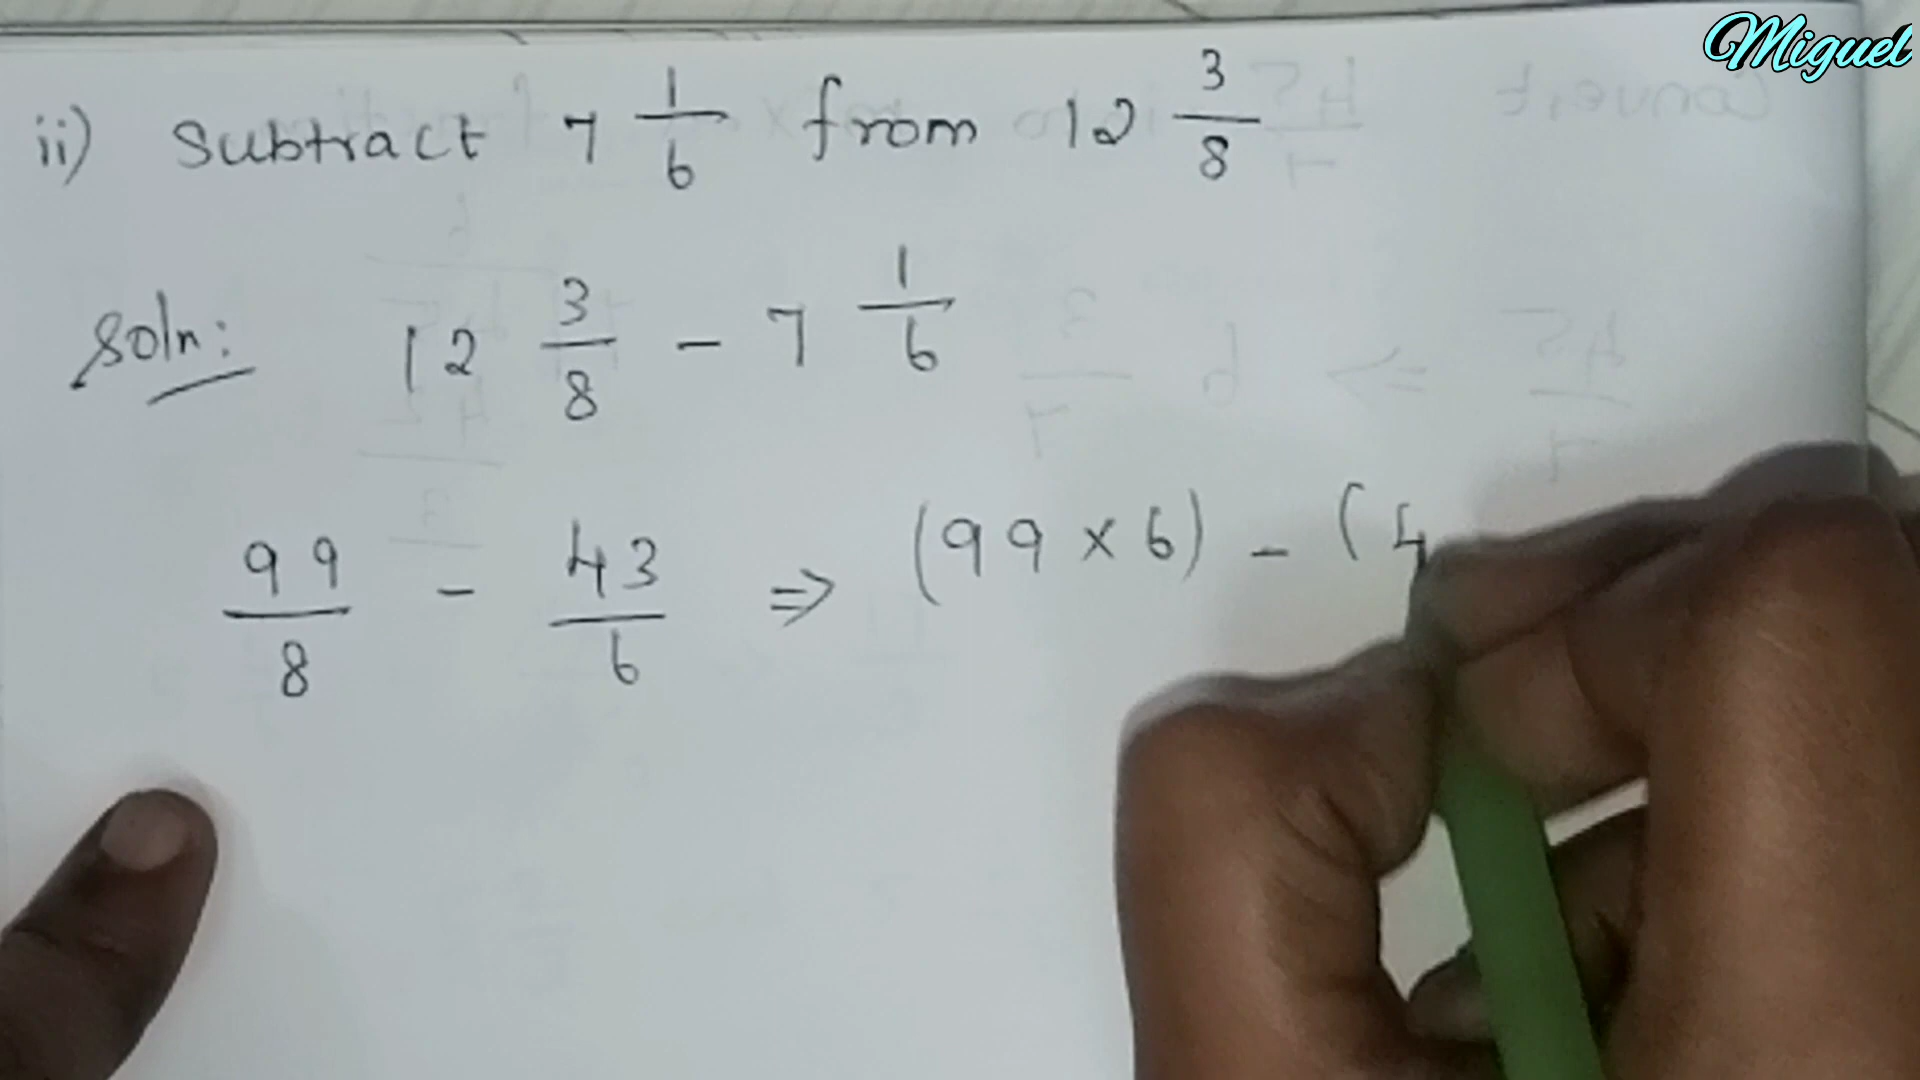 Miguel
ii) Subtract 7 1/6 from 12 3/8
Soln: 12 3/8 - 7 1/6
99/8 - 43/6 ⇒ (99 × 6) - (4